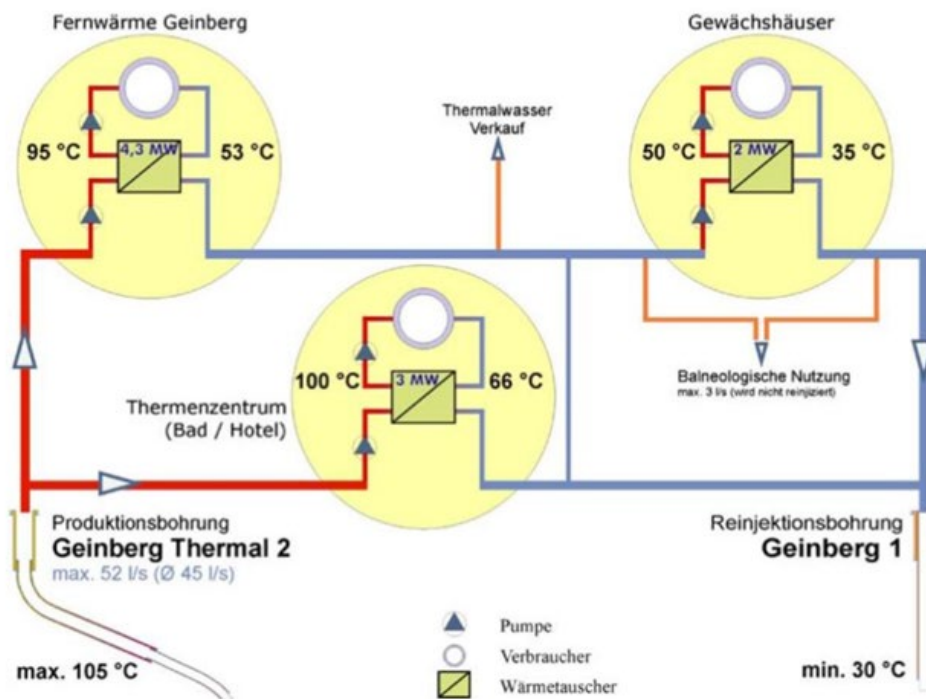 Fernwärme Geinberg
Gewächshäuser
4,3 MW
95 °C
53 °C
Thermalwasser
Verkauf
2 MW
50 °C
35 °C
3 MW
100 °C
66 °C
Thermenzentrum
(Bad / Hotel)
Balneologische Nutzung
max. 3 l/s (wird nicht reinjiziert)
Produktionsbohrung
Geinberg Thermal 2
max. 52 l/s (Ø 45 l/s)
Reinjektionsbohrung
Geinberg 1
Pumpe
Verbraucher
Wärmetauscher
max. 105 °C
min. 30 °C